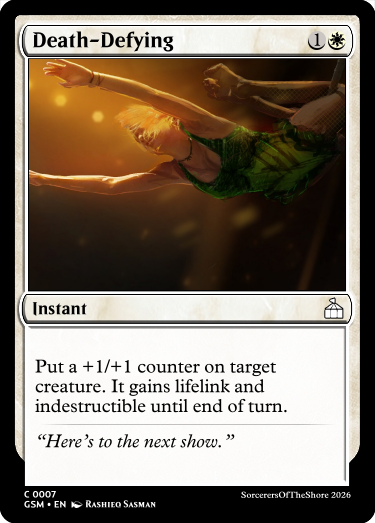 Death-Defying 1
Instant
Put a +1/+1 counter on target
creature. It gains lifelink and
indestructible until end of turn.
“Here’s to the next show.”
C 0007
GSM • EN Rashieo Sasman
SorcerersOfTheShore 2026